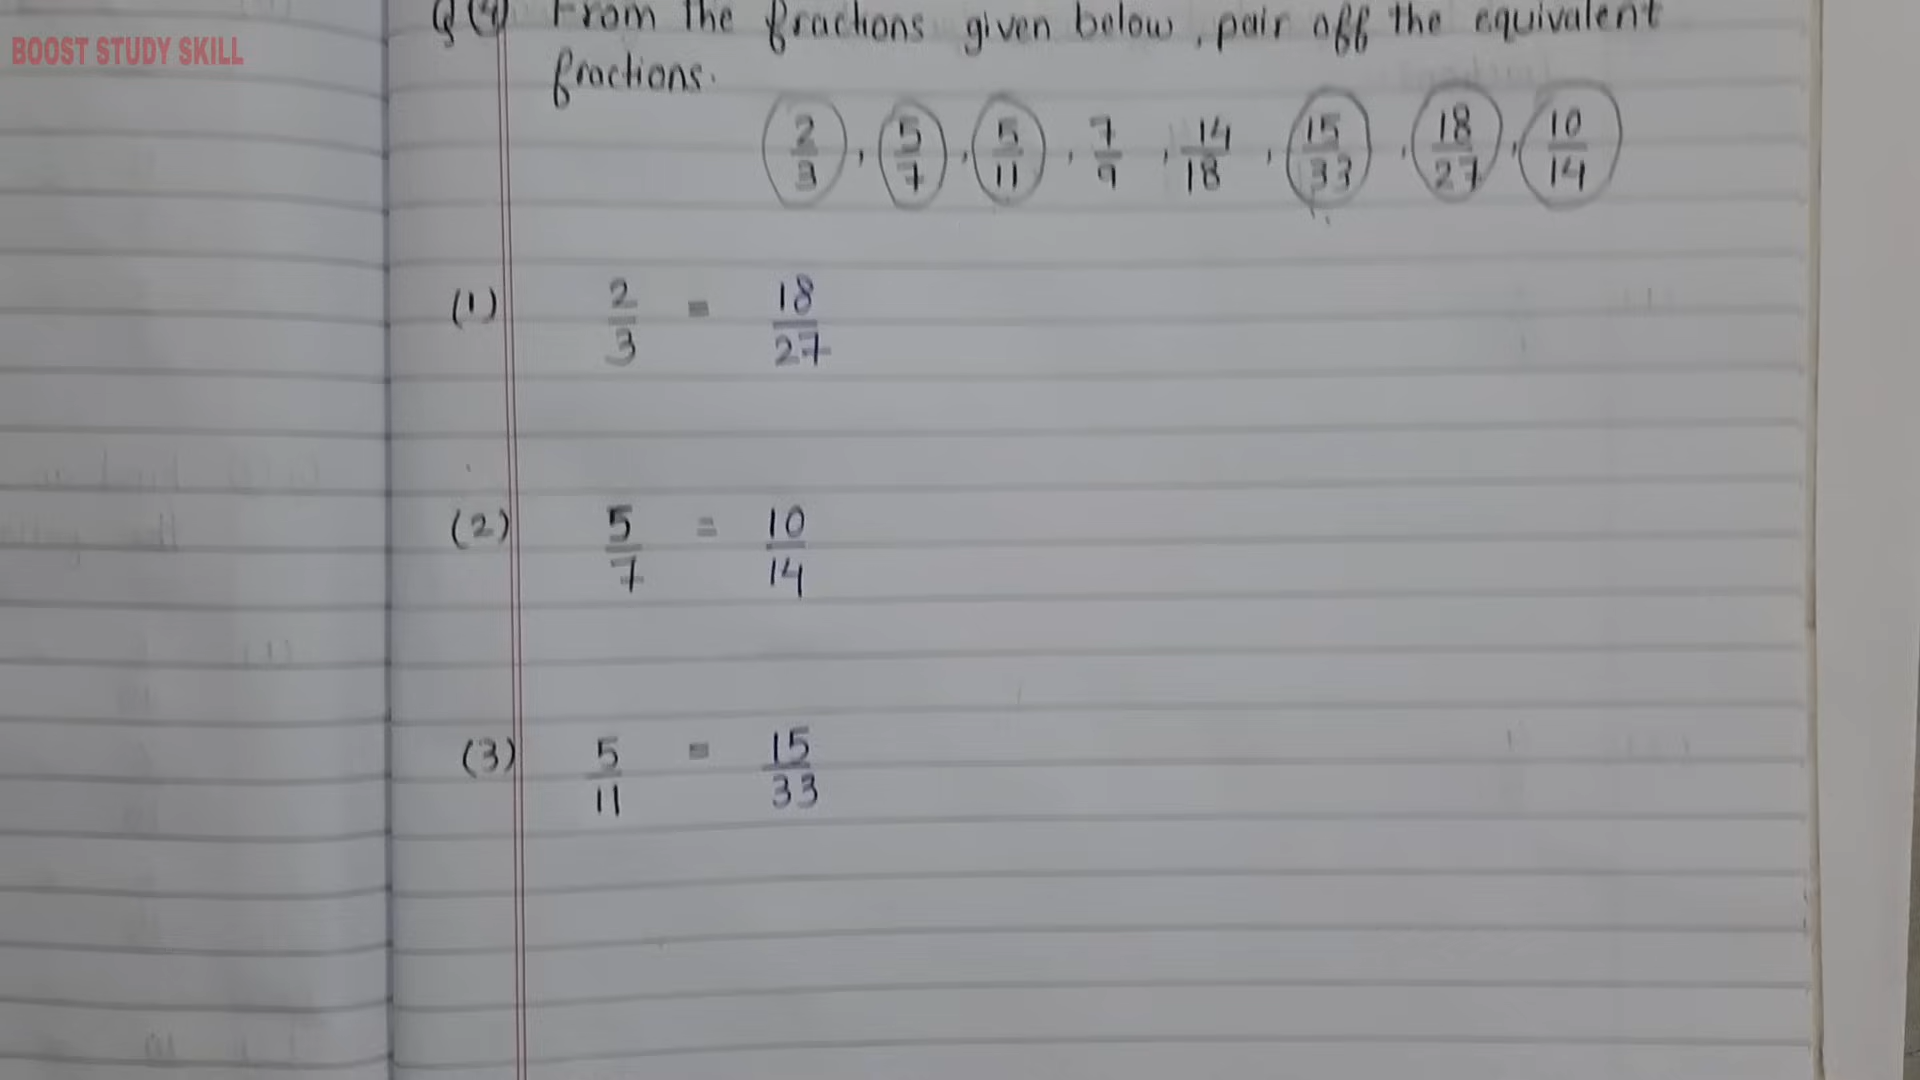 BOOST STUDY SKILL
Q(4) From the fractions given below, pair off the equivalent
fractions.
2/3, 5/7, 5/11, 7/9, 14/18, 15/33, 18/27, 10/14
(1) 2/3 = 18/27
(2) 5/7 = 10/14
(3) 5/11 = 15/33